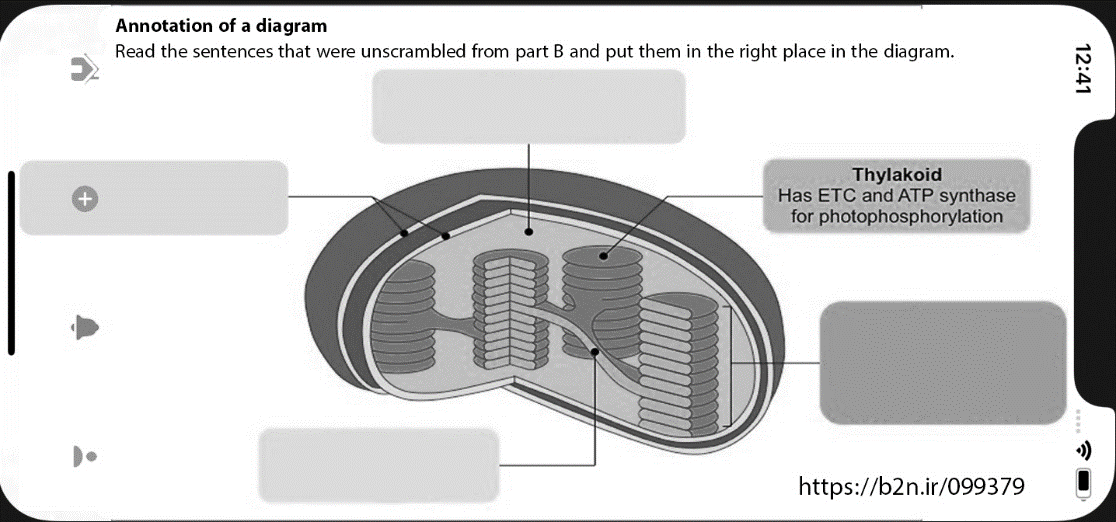 Annotation of a diagram
Read the sentences that were unscrambled from part B and put them in the right place in the diagram.
12:41
Thylakoid
Has ETC and ATP synthase
for photophosphorylation
https://b2n.ir/099379